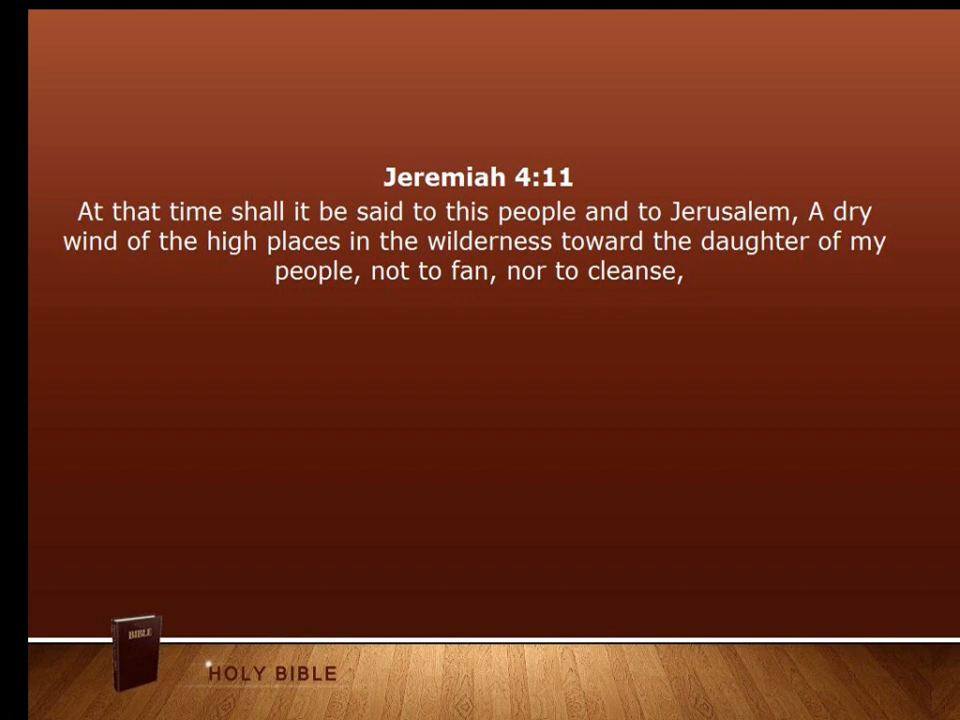 Jeremiah 4:11
At that time shall it be said to this people and to Jerusalem, A dry
wind of the high places in the wilderness toward the daughter of my
people, not to fan, nor to cleanse,
BIBLE
HOLY BIBLE